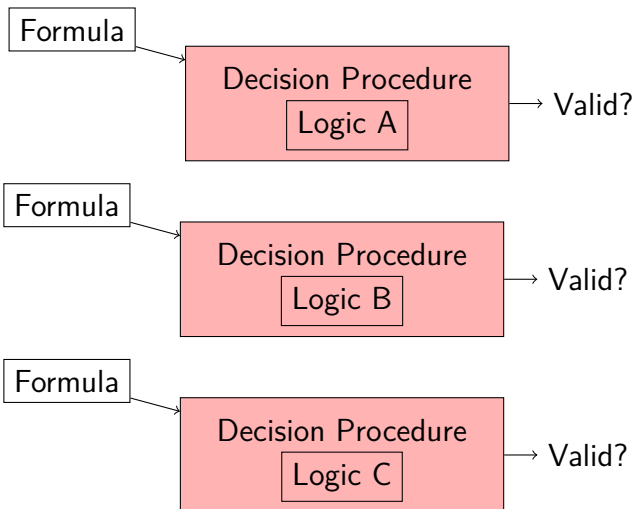 Formula
Decision Procedure
Logic A
Valid?
Formula
Decision Procedure
Logic B
Valid?
Formula
Decision Procedure
Logic C
Valid?